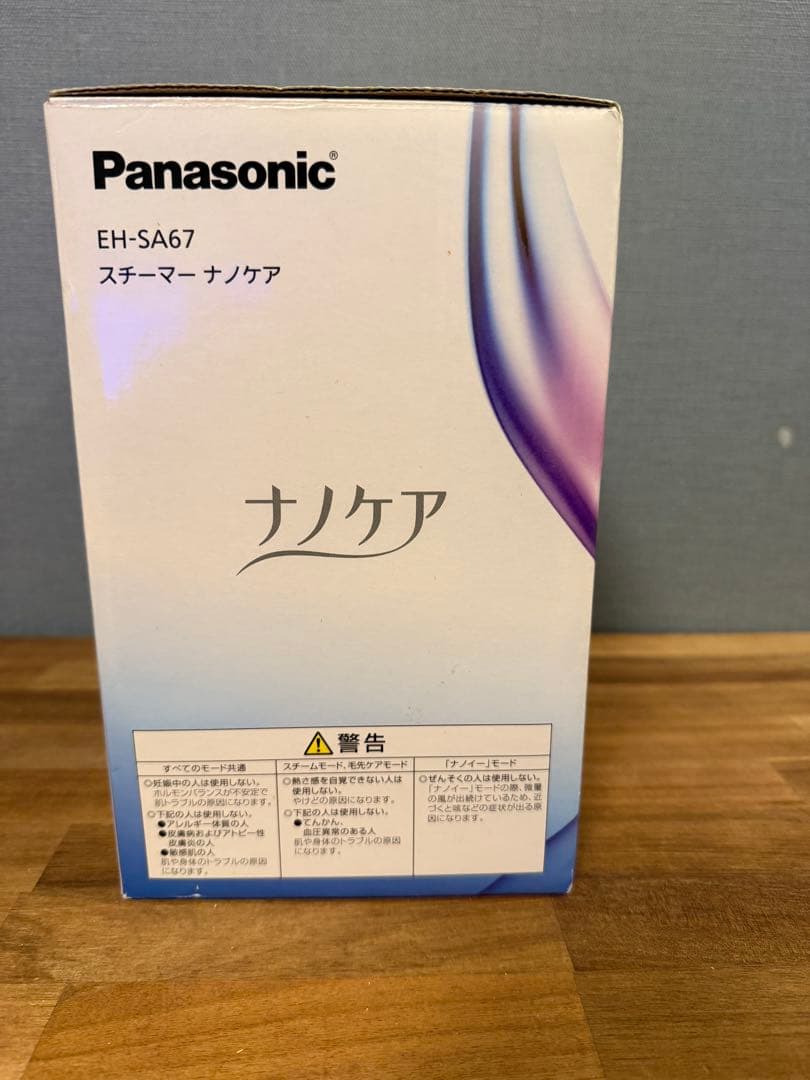 Panasonic®
EH-SA67
スチーマー ナノケア
ナノケア
警告
すべてのモード共通
◎妊娠中の人は使用しない。
ホルモンバランスが不安定で
肌トラブルの原因になります。
◎下記の人は使用しない。
●アレルギー体質の人
●皮膚病およびアトピー性
皮膚炎の人
●敏感肌の人
肌や身体のトラブルの原因
になります。
スチームモード、毛先ケアモード
◎熱さ感を自覚できない人は
使用しない。
やけどの原因になります。
◎下記の人は使用しない。
●てんかん、
血圧異常のある人
肌や身体のトラブルの原因
になります。
「ナノイー」モード
◎ぜんそくの人は使用しない。
「ナノイー」モードの際、微量
の風が出続けているため、近
づくと咳などの症状が出る原
因になります。